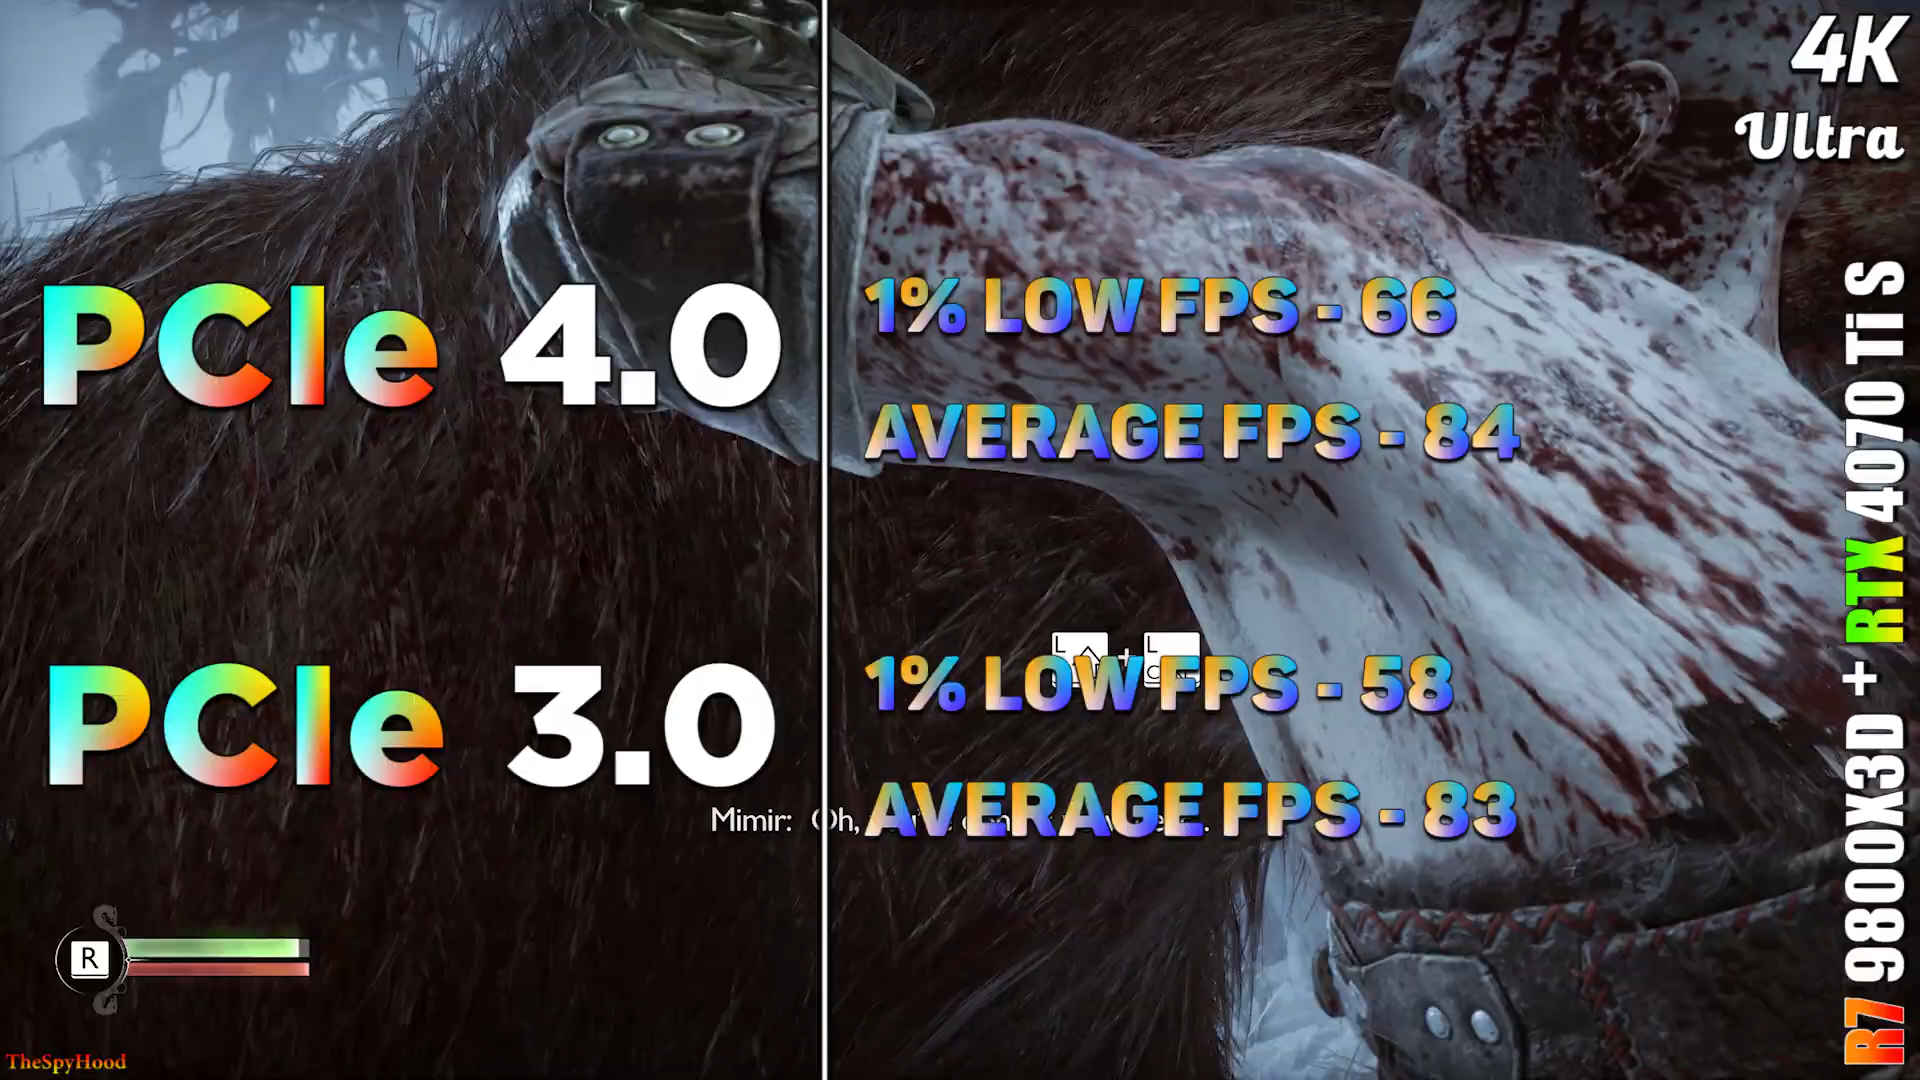 4K
Ultra
PCIe 4.0
1% LOW FPS - 66
AVERAGE FPS - 84
PCIe 3.0
1% LOW FPS - 58
AVERAGE FPS - 83
Mimir: Oh,
R
R7 9800X3D + RTX 4070 Ti S
TheSpyHood